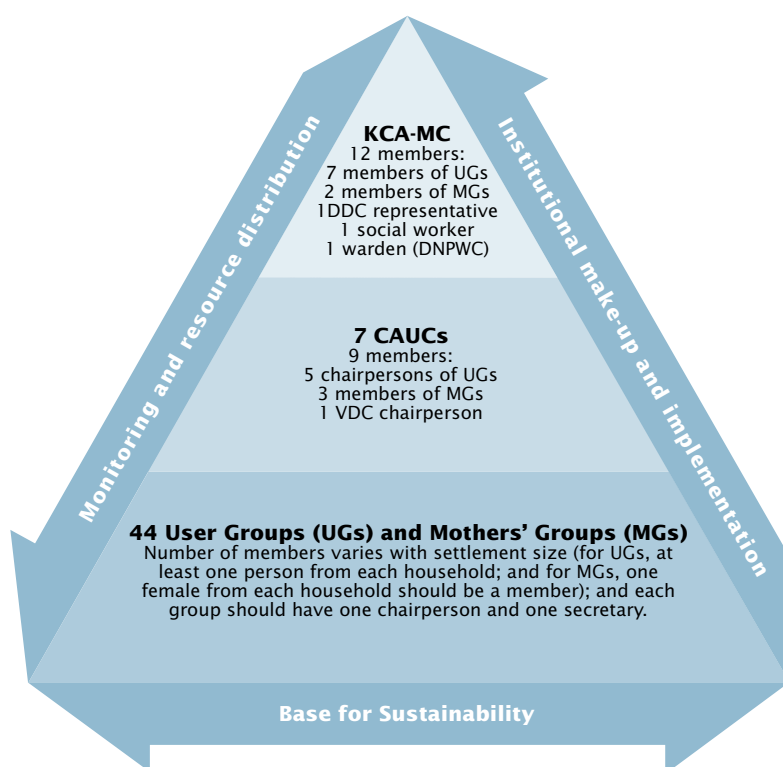 KCA-MC
12 members:
7 members of UGs
2 members of MGs
1DDC representative
1 social worker
1 warden (DNPWC)
Monitoring and resource distribution
Institutional make-up and implementation
7 CAUCs
9 members:
5 chairpersons of UGs
3 members of MGs
1 VDC chairperson
44 User Groups (UGs) and Mothers’ Groups (MGs)
Number of members varies with settlement size (for UGs, at
least one person from each household; and for MGs, one
female from each household should be a member); and each
group should have one chairperson and one secretary.
Base for Sustainability